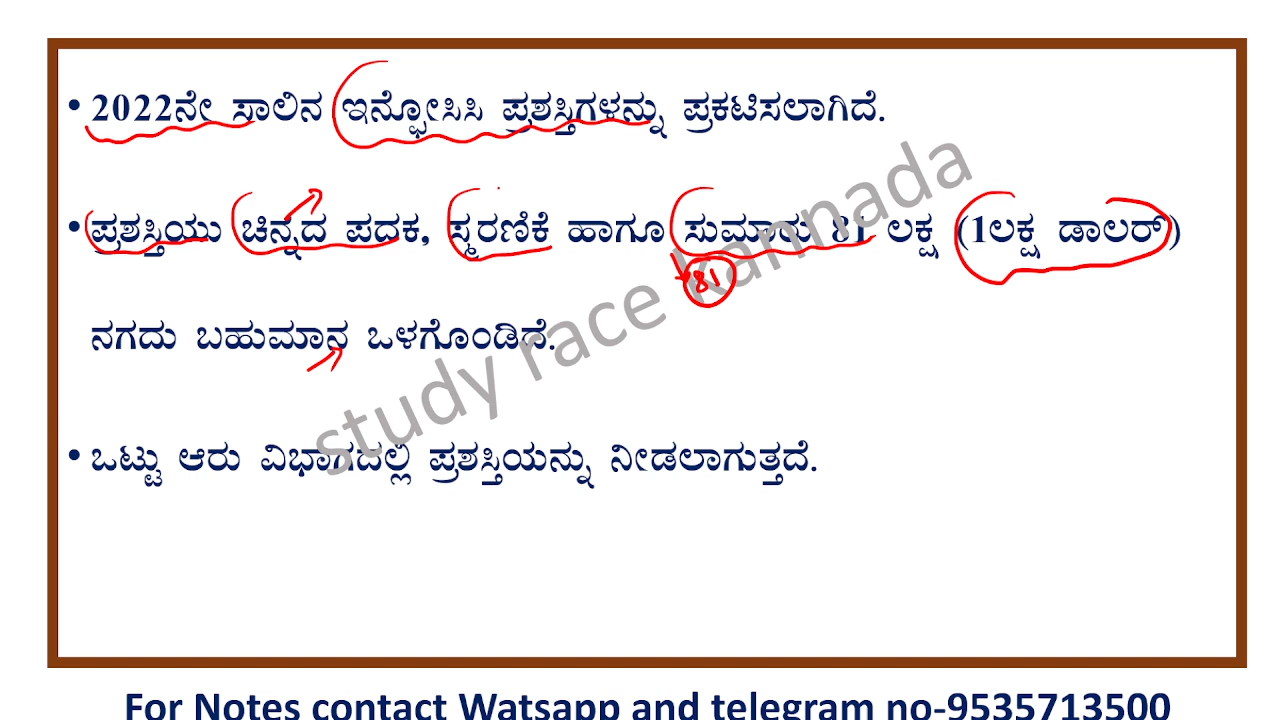 • 2022ನೇ ಸಾಲಿನ ಇನ್ಫೋಸಿಸಿ ಪ್ರಶಸ್ತಿಗಳನ್ನು ಪ್ರಕಟಿಸಲಾಗಿದೆ.
• ಪ್ರಶಸ್ತಿಯು ಚಿನ್ನದ ಪದಕ, ಸ್ಮರಣಿಕೆ ಹಾಗೂ ಸುಮಾರು 81 ಲಕ್ಷ (1ಲಕ್ಷ ಡಾಲರ್)
81
ನಗದು ಬಹುಮಾನ ಒಳಗೊಂಡಿದೆ.
• ಒಟ್ಟು ಆರು ವಿಭಾಗದಲ್ಲಿ ಪ್ರಶಸ್ತಿಯನ್ನು ನೀಡಲಾಗುತ್ತದೆ.
study race kannada
For Notes contact Watsapp and telegram no-9535713500